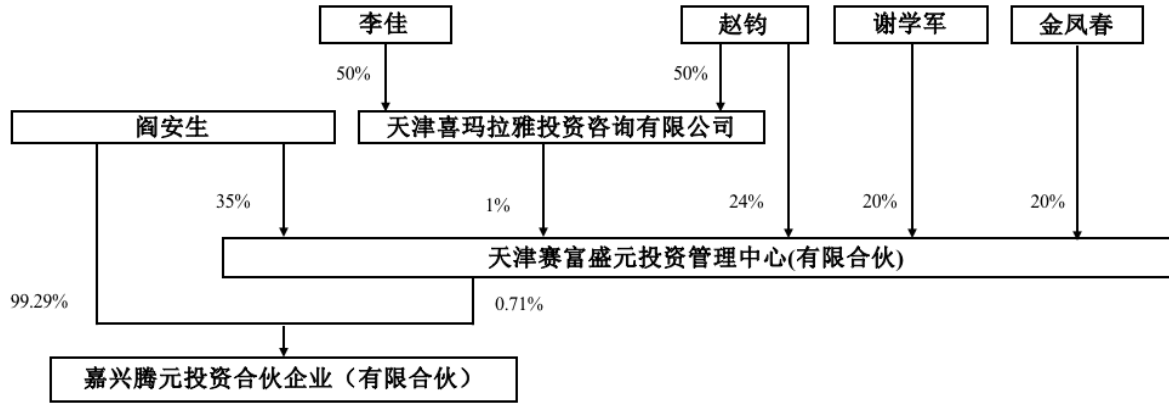 李佳
赵钧
谢学军
金凤春
50%
50%
阎安生
天津喜玛拉雅投资咨询有限公司
35%
1%
24%
20%
20%
天津赛富盛元投资管理中心(有限合伙)
99.29%
0.71%
嘉兴腾元投资合伙企业（有限合伙）